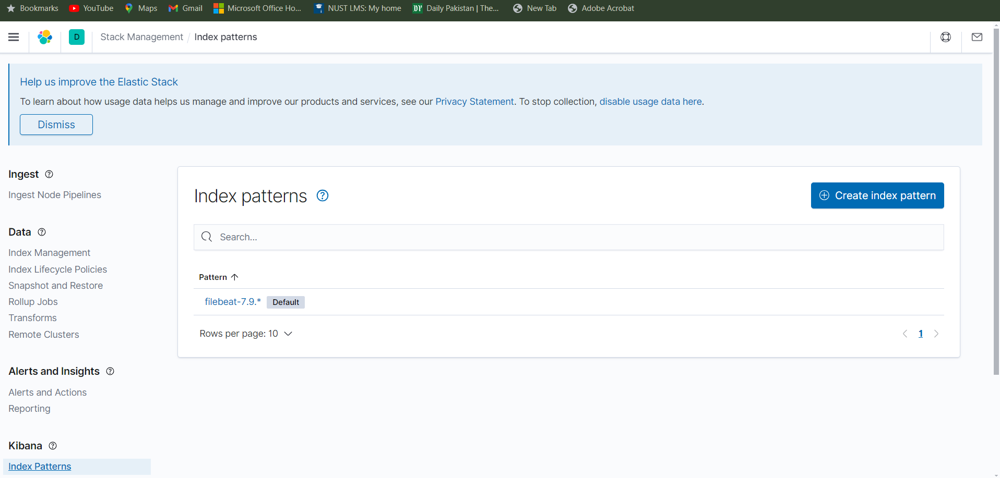 Bookmarks YouTube Maps Gmail Microsoft Office Ho... NUST LMS: My home DP Daily Pakistan | The... New Tab Adobe Acrobat
D Stack Management / Index patterns
Help us improve the Elastic Stack
To learn about how usage data helps us manage and improve our products and services, see our Privacy Statement. To stop collection, disable usage data here.
Dismiss
Ingest
Ingest Node Pipelines
Data
Index Management
Index Lifecycle Policies
Snapshot and Restore
Rollup Jobs
Transforms
Remote Clusters
Alerts and Insights
Alerts and Actions
Reporting
Kibana
Index Patterns
Index patterns
Create index pattern
Search...
Pattern
filebeat-7.9.* Default
Rows per page: 10
1